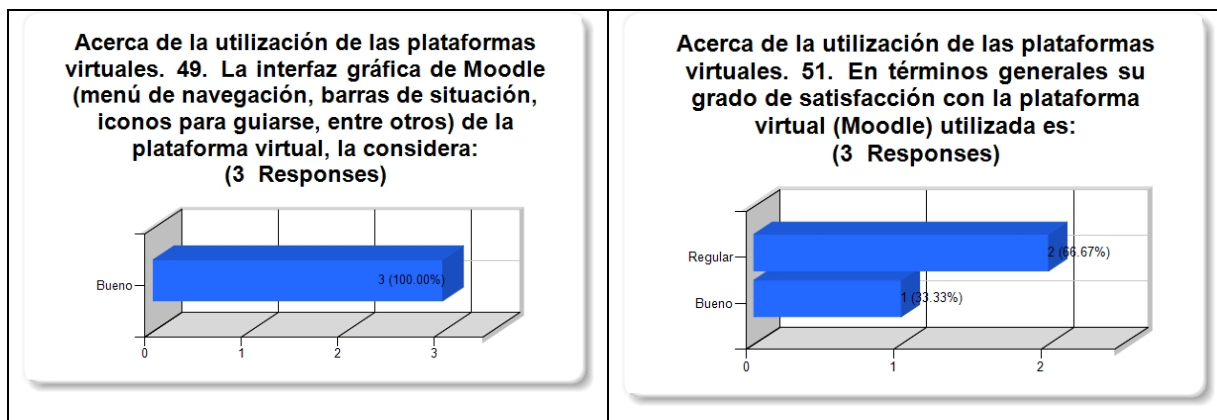 Acerca de la utilización de las plataformas
virtuales. 49. La interfaz gráfica de Moodle
(menú de navegación, barras de situación,
iconos para guiarse, entre otros) de la
plataforma virtual, la considera:
(3 Responses)
Bueno
3 (100.00%)
0 1 2 3
Acerca de la utilización de las plataformas
virtuales. 51. En términos generales su
grado de satisfacción con la plataforma
virtual (Moodle) utilizada es:
(3 Responses)
Regular
2 (66.67%)
Bueno
1 (33.33%)
0 1 2